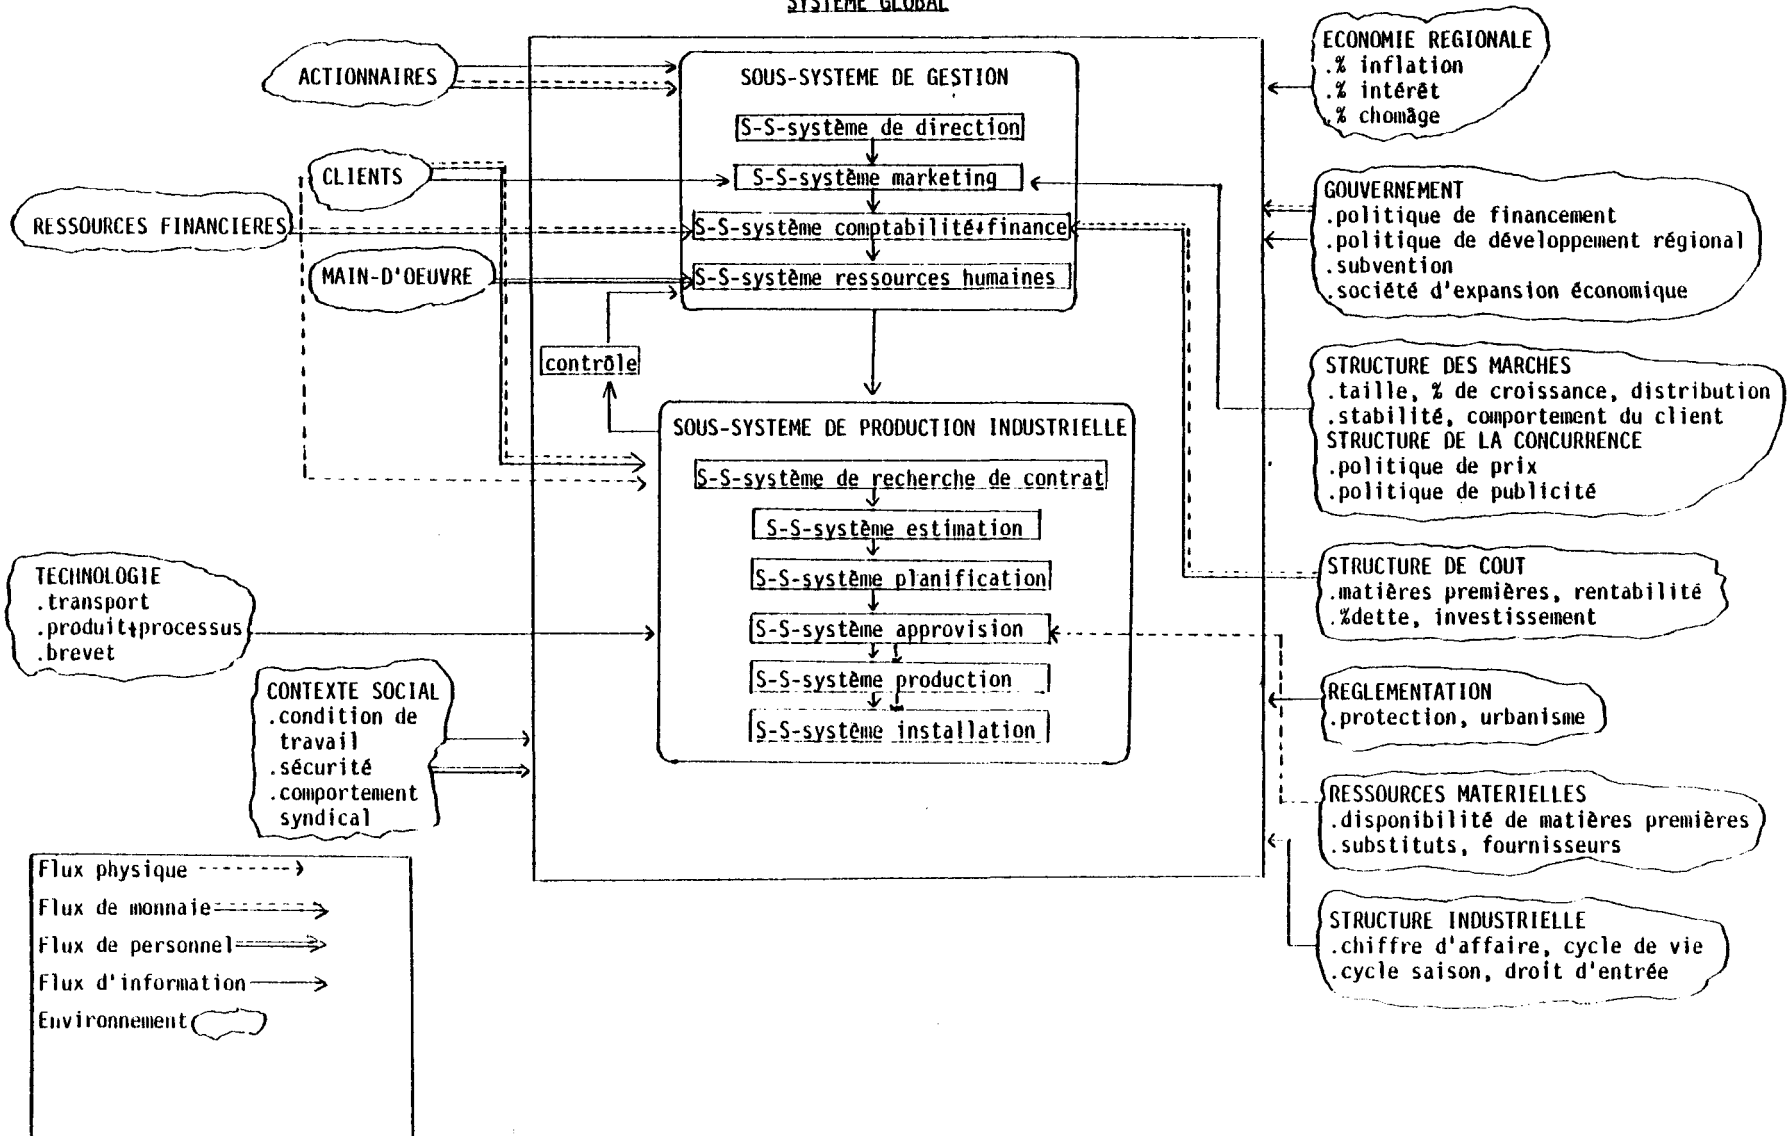 SYSTEME GLOBAL
ACTIONNAIRES
CLIENTS
RESSOURCES FINANCIERES
MAIN-D'OEUVRE
TECHNOLOGIE
.transport
.produit+processus
.brevet
CONTEXTE SOCIAL
.condition de
travail
.sécurité
.comportement
syndical
Flux physique
Flux de monnaie
Flux de personnel
Flux d'information
Environnement
SOUS-SYSTEME DE GESTION
S-S-système de direction
S-S-système marketing
S-S-système comptabilité+finance
S-S-système ressources humaines
contrôle
SOUS-SYSTEME DE PRODUCTION INDUSTRIELLE
S-S-système de recherche de contrat
S-S-système estimation
S-S-système planification
S-S-système approvision
S-S-système production
S-S-système installation
ECONOMIE REGIONALE
.% inflation
.% intérêt
.% chomâge
GOUVERNEMENT
.politique de financement
.politique de développement régional
.subvention
.société d'expansion économique
STRUCTURE DES MARCHES
.taille, % de croissance, distribution
.stabilité, comportement du client
STRUCTURE DE LA CONCURRENCE
.politique de prix
.politique de publicité
STRUCTURE DE COUT
.matières premières, rentabilité
.%dette, investissement
REGLEMENTATION
.protection, urbanisme
RESSOURCES MATERIELLES
.disponibilité de matières premières
.substituts, fournisseurs
STRUCTURE INDUSTRIELLE
.chiffre d'affaire, cycle de vie
.cycle saison, droit d'entrée